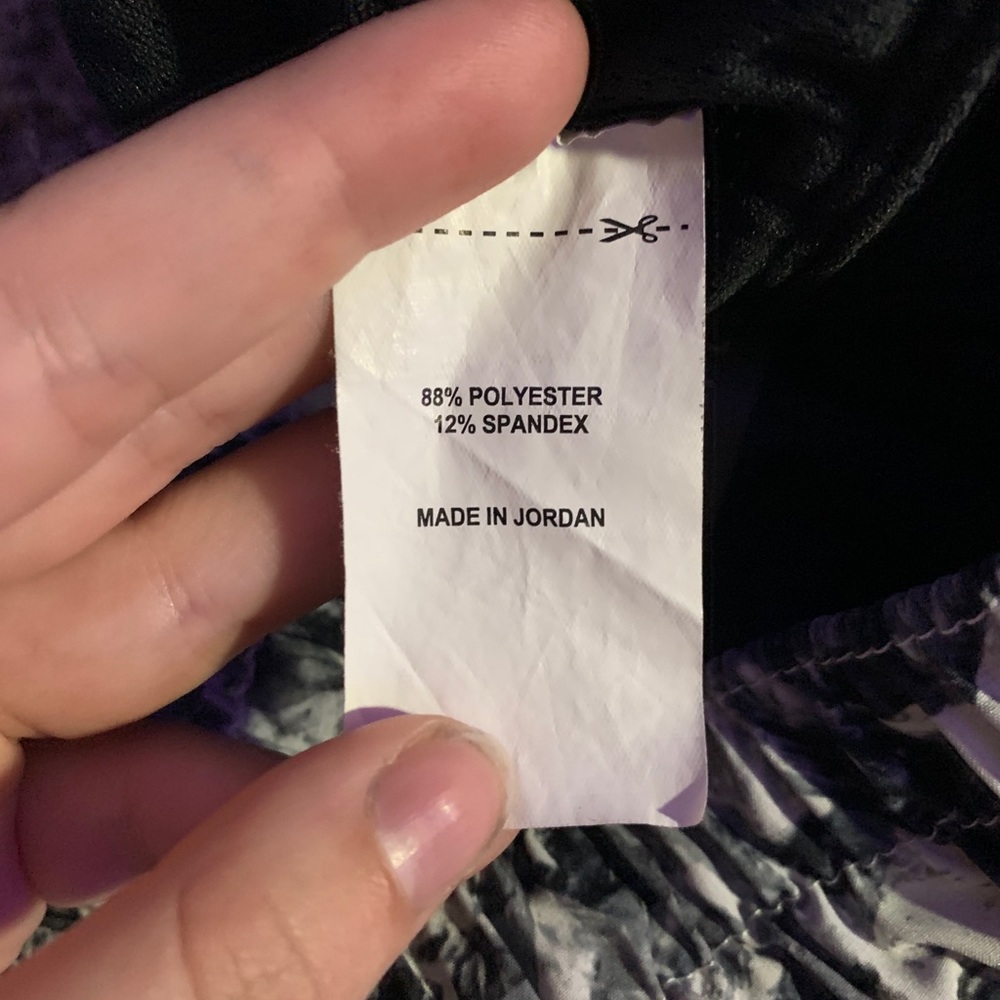 88% POLYESTER
12% SPANDEX
MADE IN JORDAN